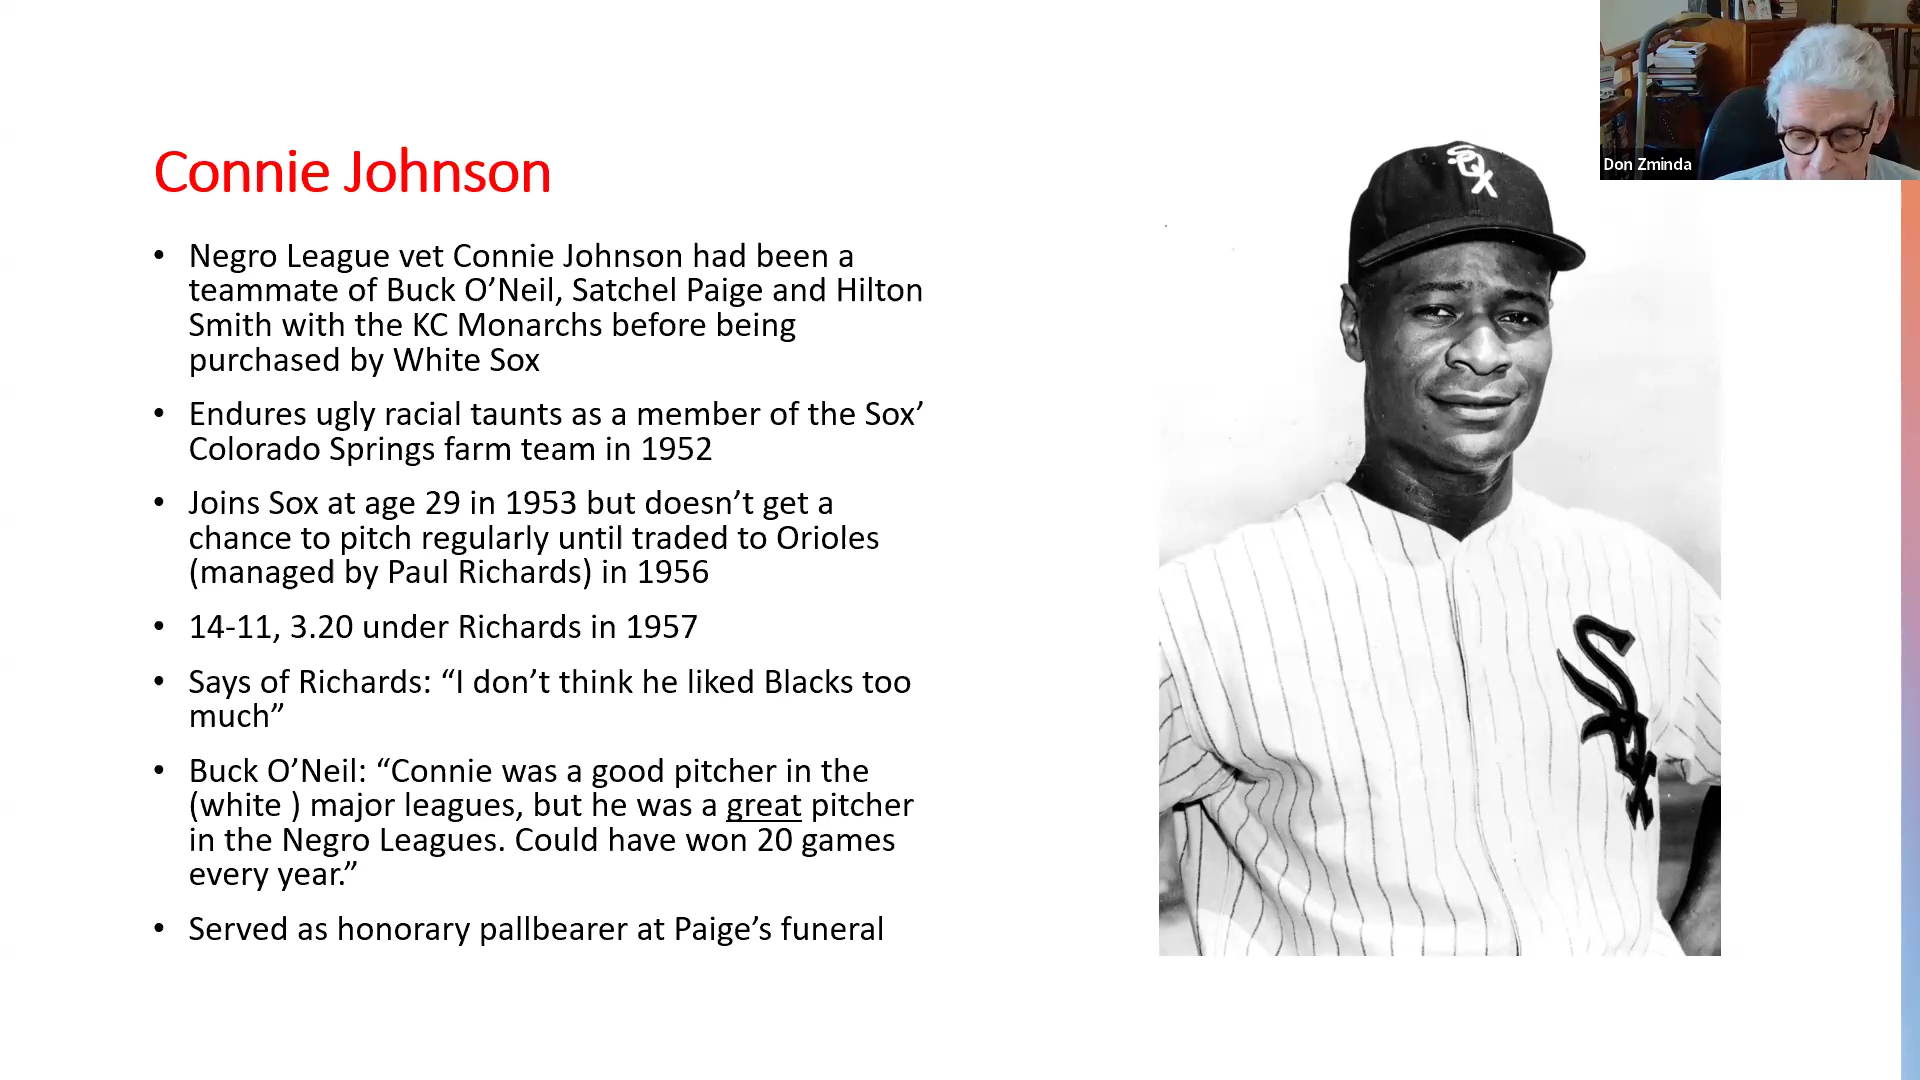 Connie Johnson
• Negro League vet Connie Johnson had been a
teammate of Buck O’Neil, Satchel Paige and Hilton
Smith with the KC Monarchs before being
purchased by White Sox
• Endures ugly racial taunts as a member of the Sox’
Colorado Springs farm team in 1952
• Joins Sox at age 29 in 1953 but doesn’t get a
chance to pitch regularly until traded to Orioles
(managed by Paul Richards) in 1956
• 14-11, 3.20 under Richards in 1957
• Says of Richards: “I don’t think he liked Blacks too
much”
• Buck O’Neil: “Connie was a good pitcher in the
(white ) major leagues, but he was a great pitcher
in the Negro Leagues. Could have won 20 games
every year.”
• Served as honorary pallbearer at Paige’s funeral
SOX
SOX
Don Zminda